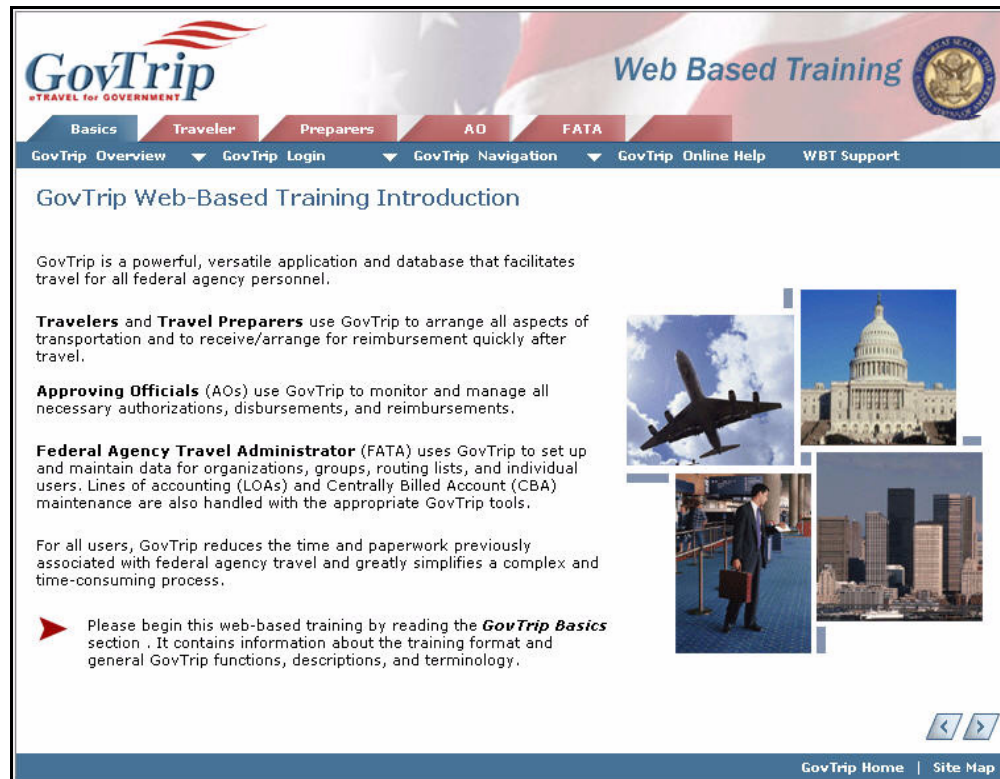 GovTrip
eTRAVEL for GOVERNMENT
Web Based Training
THE GREAT SEAL OF THE UNITED STATES OF AMERICA
Basics Traveler Preparers AO FATA
GovTrip Overview GovTrip Login GovTrip Navigation GovTrip Online Help WBT Support
GovTrip Web-Based Training Introduction
GovTrip is a powerful, versatile application and database that facilitates
travel for all federal agency personnel.
Travelers and Travel Preparers use GovTrip to arrange all aspects of
transportation and to receive/arrange for reimbursement quickly after
travel.
Approving Officials (AOs) use GovTrip to monitor and manage all
necessary authorizations, disbursements, and reimbursements.
Federal Agency Travel Administrator (FATA) uses GovTrip to set up
and maintain data for organizations, groups, routing lists, and individual
users. Lines of accounting (LOAs) and Centrally Billed Account (CBA)
maintenance are also handled with the appropriate GovTrip tools.
For all users, GovTrip reduces the time and paperwork previously
associated with federal agency travel and greatly simplifies a complex and
time-consuming process.
Please begin this web-based training by reading the GovTrip Basics
section . It contains information about the training format and
general GovTrip functions, descriptions, and terminology.
GovTrip Home | Site Map